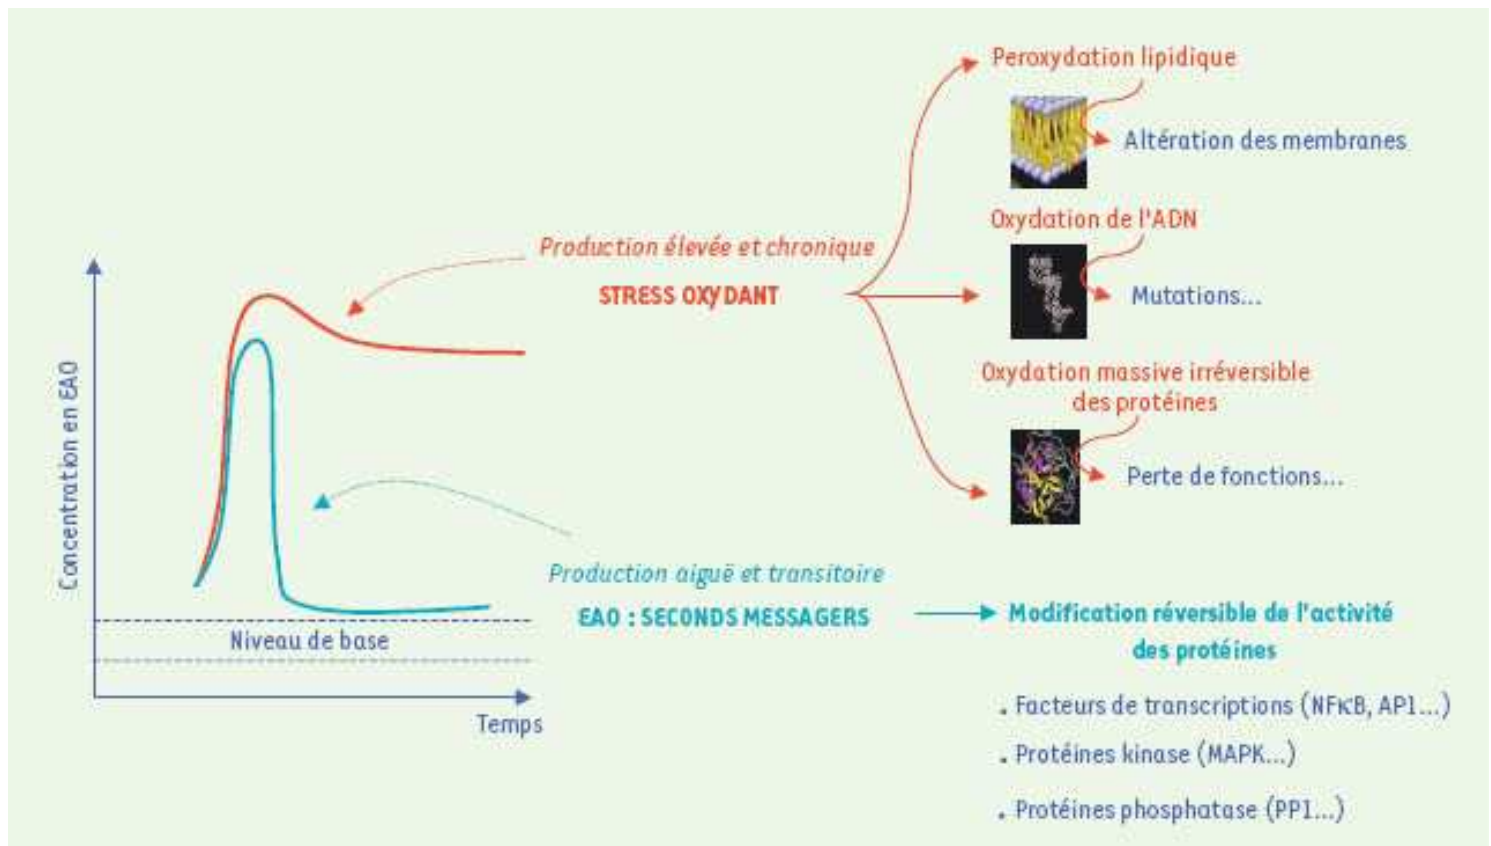 Peroxydation lipidique
Altération des membranes
Oxydation de l'ADN
Mutations...
Oxydation massive irréversible
des protéines
Perte de fonctions...
Production élevée et chronique
STRESS OXYDANT
Concentration en EAO
Niveau de base
Temps
Production aiguë et transitoire
EAO : SECONDS MESSAGERS
Modification réversible de l'activité
des protéines
. Facteurs de transcriptions (NFκB, AP1...)
. Protéines kinase (MAPK...)
. Protéines phosphatase (PP1...)